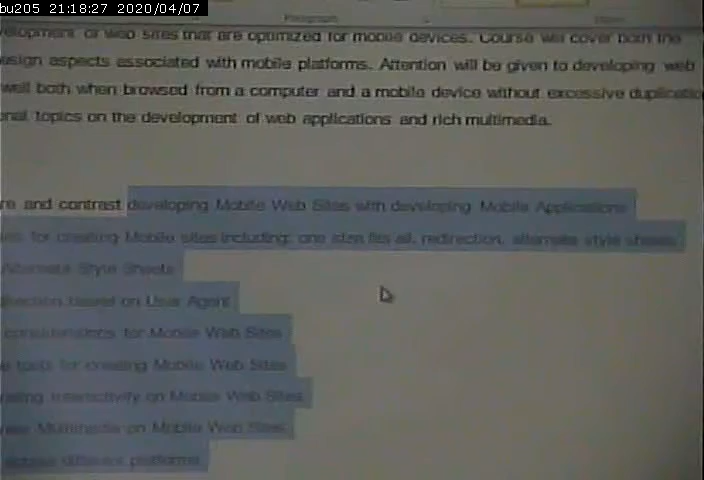 bu205 21:18:27 2020/04/07
Paragraph
elopment of web sites that are optimized for mobile devices. Course will cover both the
esign aspects associated with mobile platforms. Attention will be given to developing web
well both when browsed from a computer and a mobile device without excessive duplicatio
onal topics on the development of web applications and rich multimedia.
re and contrast developing Mobile Web Sites with developing Mobile Applications
for creating Mobile sites including: one size fits all, redirection, alternate style sheets
Alternate Style Sheets
direction based on User Agent
considerations for Mobile Web Sites
tools for creating Mobile Web Sites
Interactivity on Mobile Web Sites
Multimedia on Mobile Web Sites
different platforms